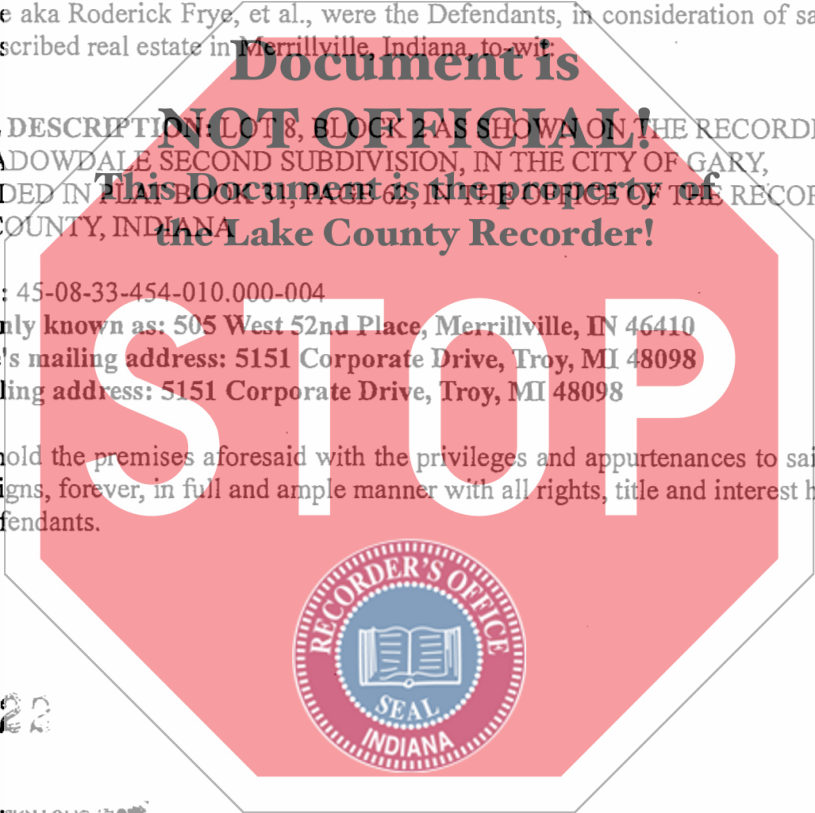 e aka Roderick Frye, et al., were the Defendants, in consideration of sa
scribed real estate in Merrillville, Indiana, to-wit:
Document is
NOT OFFICIAL!
DESCRIPTION: LOT 8, BLOCK 2 AS SHOWN ON THE RECORD
ADOWDALE SECOND SUBDIVISION, IN THE CITY OF GARY,
This Document is the property of
DED IN PLAT BOOK 31, PAGE 62, IN THE OFFICE OF THE RECOR
the Lake County Recorder!
COUNTY, INDIANA
: 45-08-33-454-010.000-004
nly known as: 505 West 52nd Place, Merrillville, IN 46410
's mailing address: 5151 Corporate Drive, Troy, MI 48098
ling address: 5151 Corporate Drive, Troy, MI 48098
STOP
old the premises aforesaid with the privileges and appurtenances to sai
igns, forever, in full and ample manner with all rights, title and interest h
fendants.
RECORDER'S OFFICE
SEAL
INDIANA